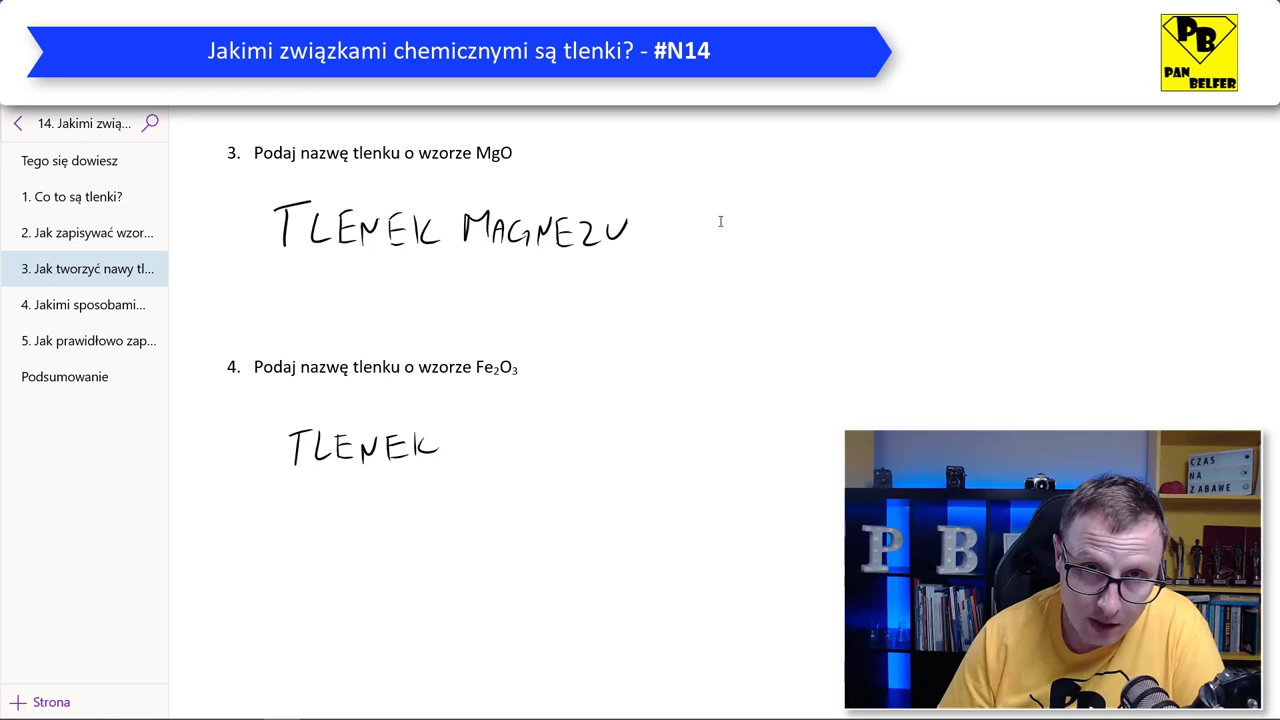 Jakimi związkami chemicznymi są tlenki? - #N14
PB
PAN
BELFER
14. Jakimi zwią...
Tego się dowiesz
1. Co to są tlenki?
2. Jak zapisywać wzor...
3. Jak tworzyć nawy tl...
4. Jakimi sposobami...
5. Jak prawidłowo zap...
Podsumowanie
Strona
3. Podaj nazwę tlenku o wzorze MgO
TLENEK MAGNEZU
4. Podaj nazwę tlenku o wzorze Fe₂O₃
TLENEK
CZAS
NA
ZABAWE
P B